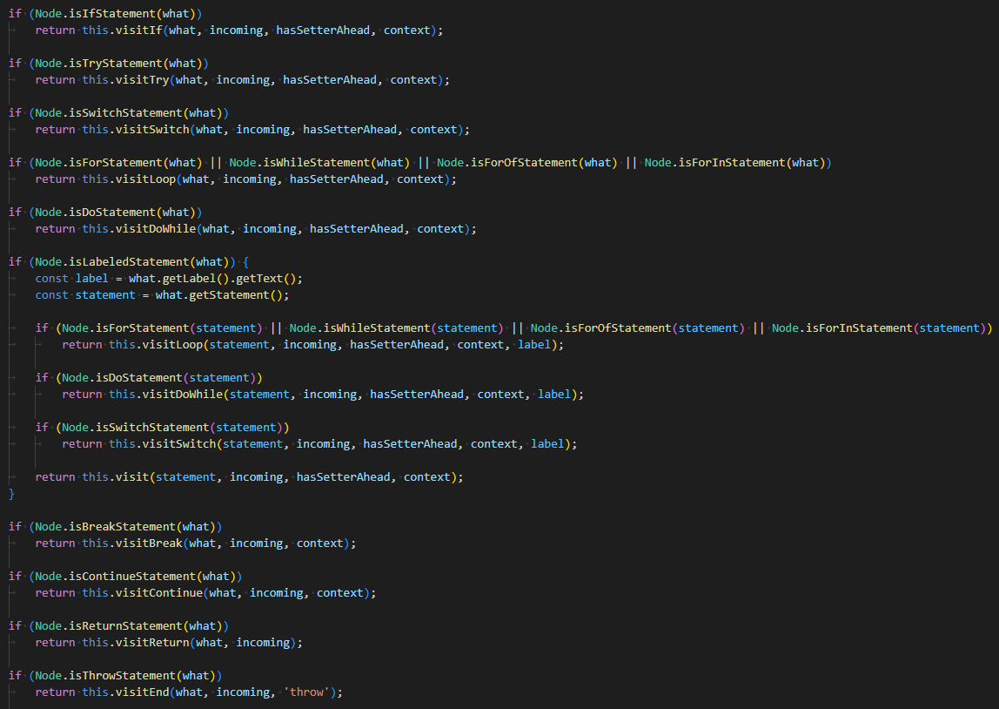 if (Node.isIfStatement(what))
return this.visitIf(what, incoming, hasSetterAhead, context);
if (Node.isTryStatement(what))
return this.visitTry(what, incoming, hasSetterAhead, context);
if (Node.isSwitchStatement(what))
return this.visitSwitch(what, incoming, hasSetterAhead, context);
if (Node.isForStatement(what) || Node.isWhileStatement(what) || Node.isForOfStatement(what) || Node.isForInStatement(what))
return this.visitLoop(what, incoming, hasSetterAhead, context);
if (Node.isDoStatement(what))
return this.visitDoWhile(what, incoming, hasSetterAhead, context);
if (Node.isLabeledStatement(what)) {
const label = what.getLabel().getText();
const statement = what.getStatement();
if (Node.isForStatement(statement) || Node.isWhileStatement(statement) || Node.isForOfStatement(statement) || Node.isForInStatement(statement))
return this.visitLoop(statement, incoming, hasSetterAhead, context, label);
if (Node.isDoStatement(statement))
return this.visitDoWhile(statement, incoming, hasSetterAhead, context, label);
if (Node.isSwitchStatement(statement))
return this.visitSwitch(statement, incoming, hasSetterAhead, context, label);
return this.visit(statement, incoming, hasSetterAhead, context);
}
if (Node.isBreakStatement(what))
return this.visitBreak(what, incoming, context);
if (Node.isContinueStatement(what))
return this.visitContinue(what, incoming, context);
if (Node.isReturnStatement(what))
return this.visitReturn(what, incoming);
if (Node.isThrowStatement(what))
return this.visitEnd(what, incoming, 'throw');